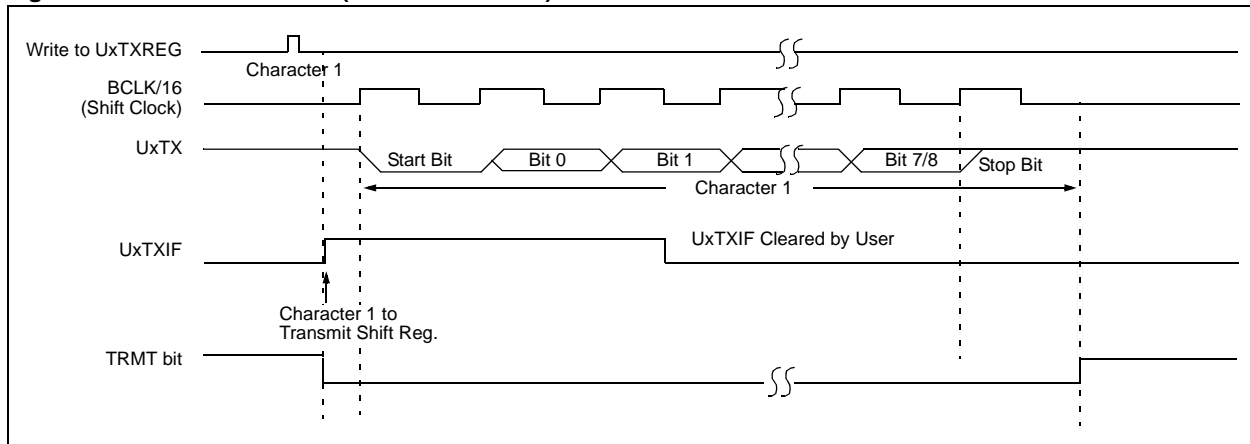 Write to UxTXREG
Character 1
BCLK/16
(Shift Clock)
UxTX
Start Bit
Bit 0
Bit 1
Bit 7/8
Stop Bit
Character 1
UxTXIF
UxTXIF Cleared by User
Character 1 to
Transmit Shift Reg.
TRMT bit